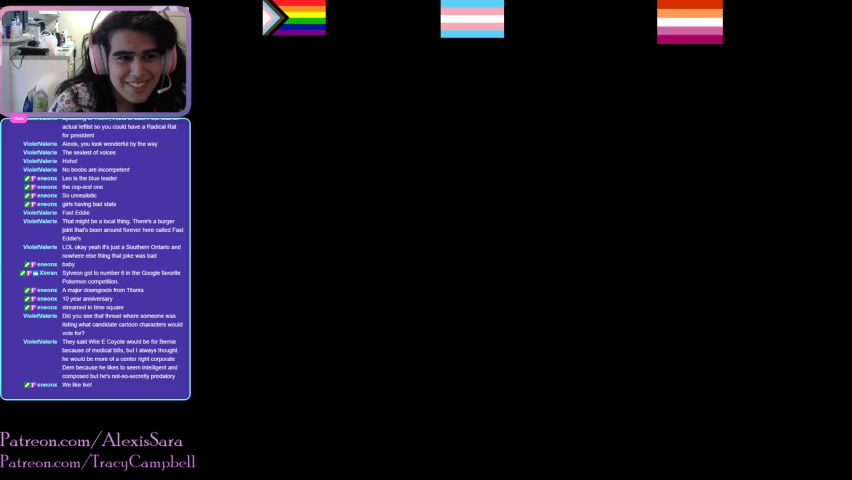 Chat
actual leftist so you could have a Radical Rat
for president
VioletValerie Alexis, you look wonderful by the way
VioletValerie The sexiest of voices
VioletValerie Hoho!
VioletValerie No boobs are incompetent
eneonx Leo is the blue leader
eneonx the cop-iest one
eneonx So unrealistic
eneonx girls having bad stats
VioletValerie Fast Eddie
VioletValerie That might be a local thing. There's a burger
joint that's been around forever here called Fast
Eddie's
VioletValerie LOL okay yeah it's just a Southern Ontario and
nowhere else thing that joke was bad
eneonx baby
Xinran Sylveon got to number 6 in the Google favorite
Pokemon competition.
eneonx A major downgrade from Titania
eneonx 10 year anniversary
eneonx streamed in time square
VioletValerie Did you see that thread where someone was
listing what candidate cartoon characters would
vote for?
VioletValerie They said Wile E Coyote would be for Bernie
because of medical bills, but I always thought
he would be more of a center right corporate
Dem because he likes to seem intelligent and
composed but he's not-so-secretly predatory
eneonx We like Ike!
Patreon.com/AlexisSara
Patreon.com/TracyCampbell